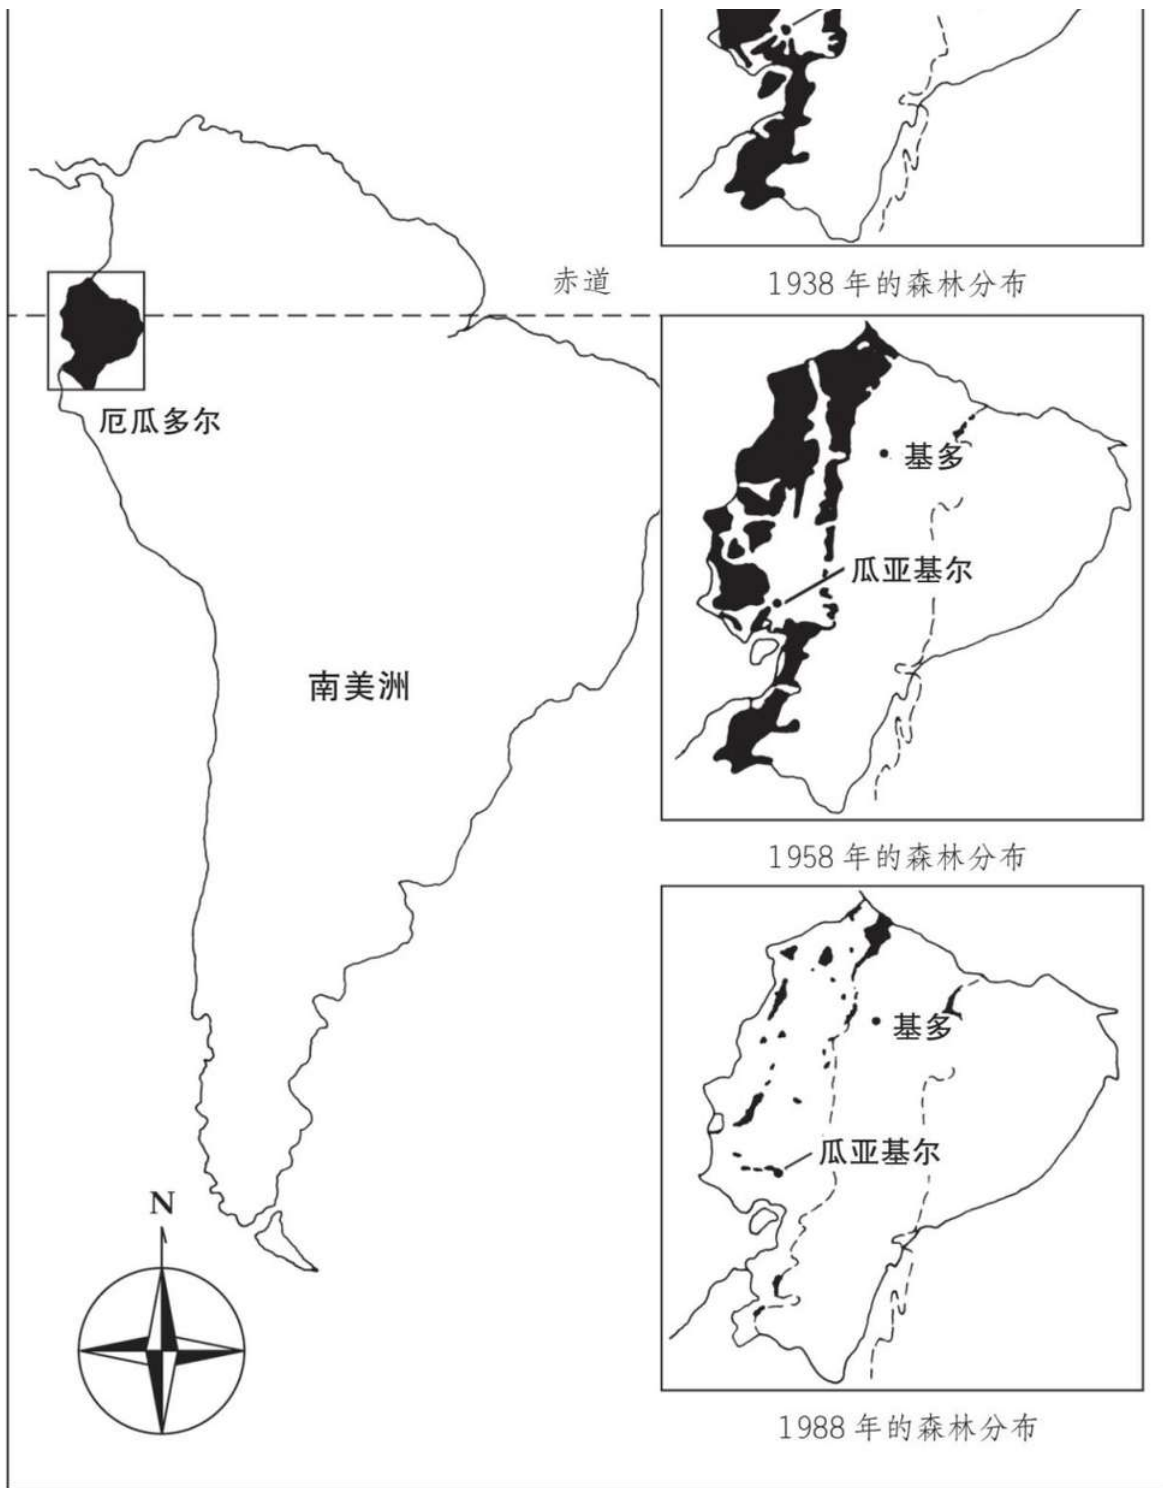 赤道
1938 年的森林分布
厄瓜多尔
基多
瓜亚基尔
南美洲
1958 年的森林分布
基多
瓜亚基尔
N
1988 年的森林分布